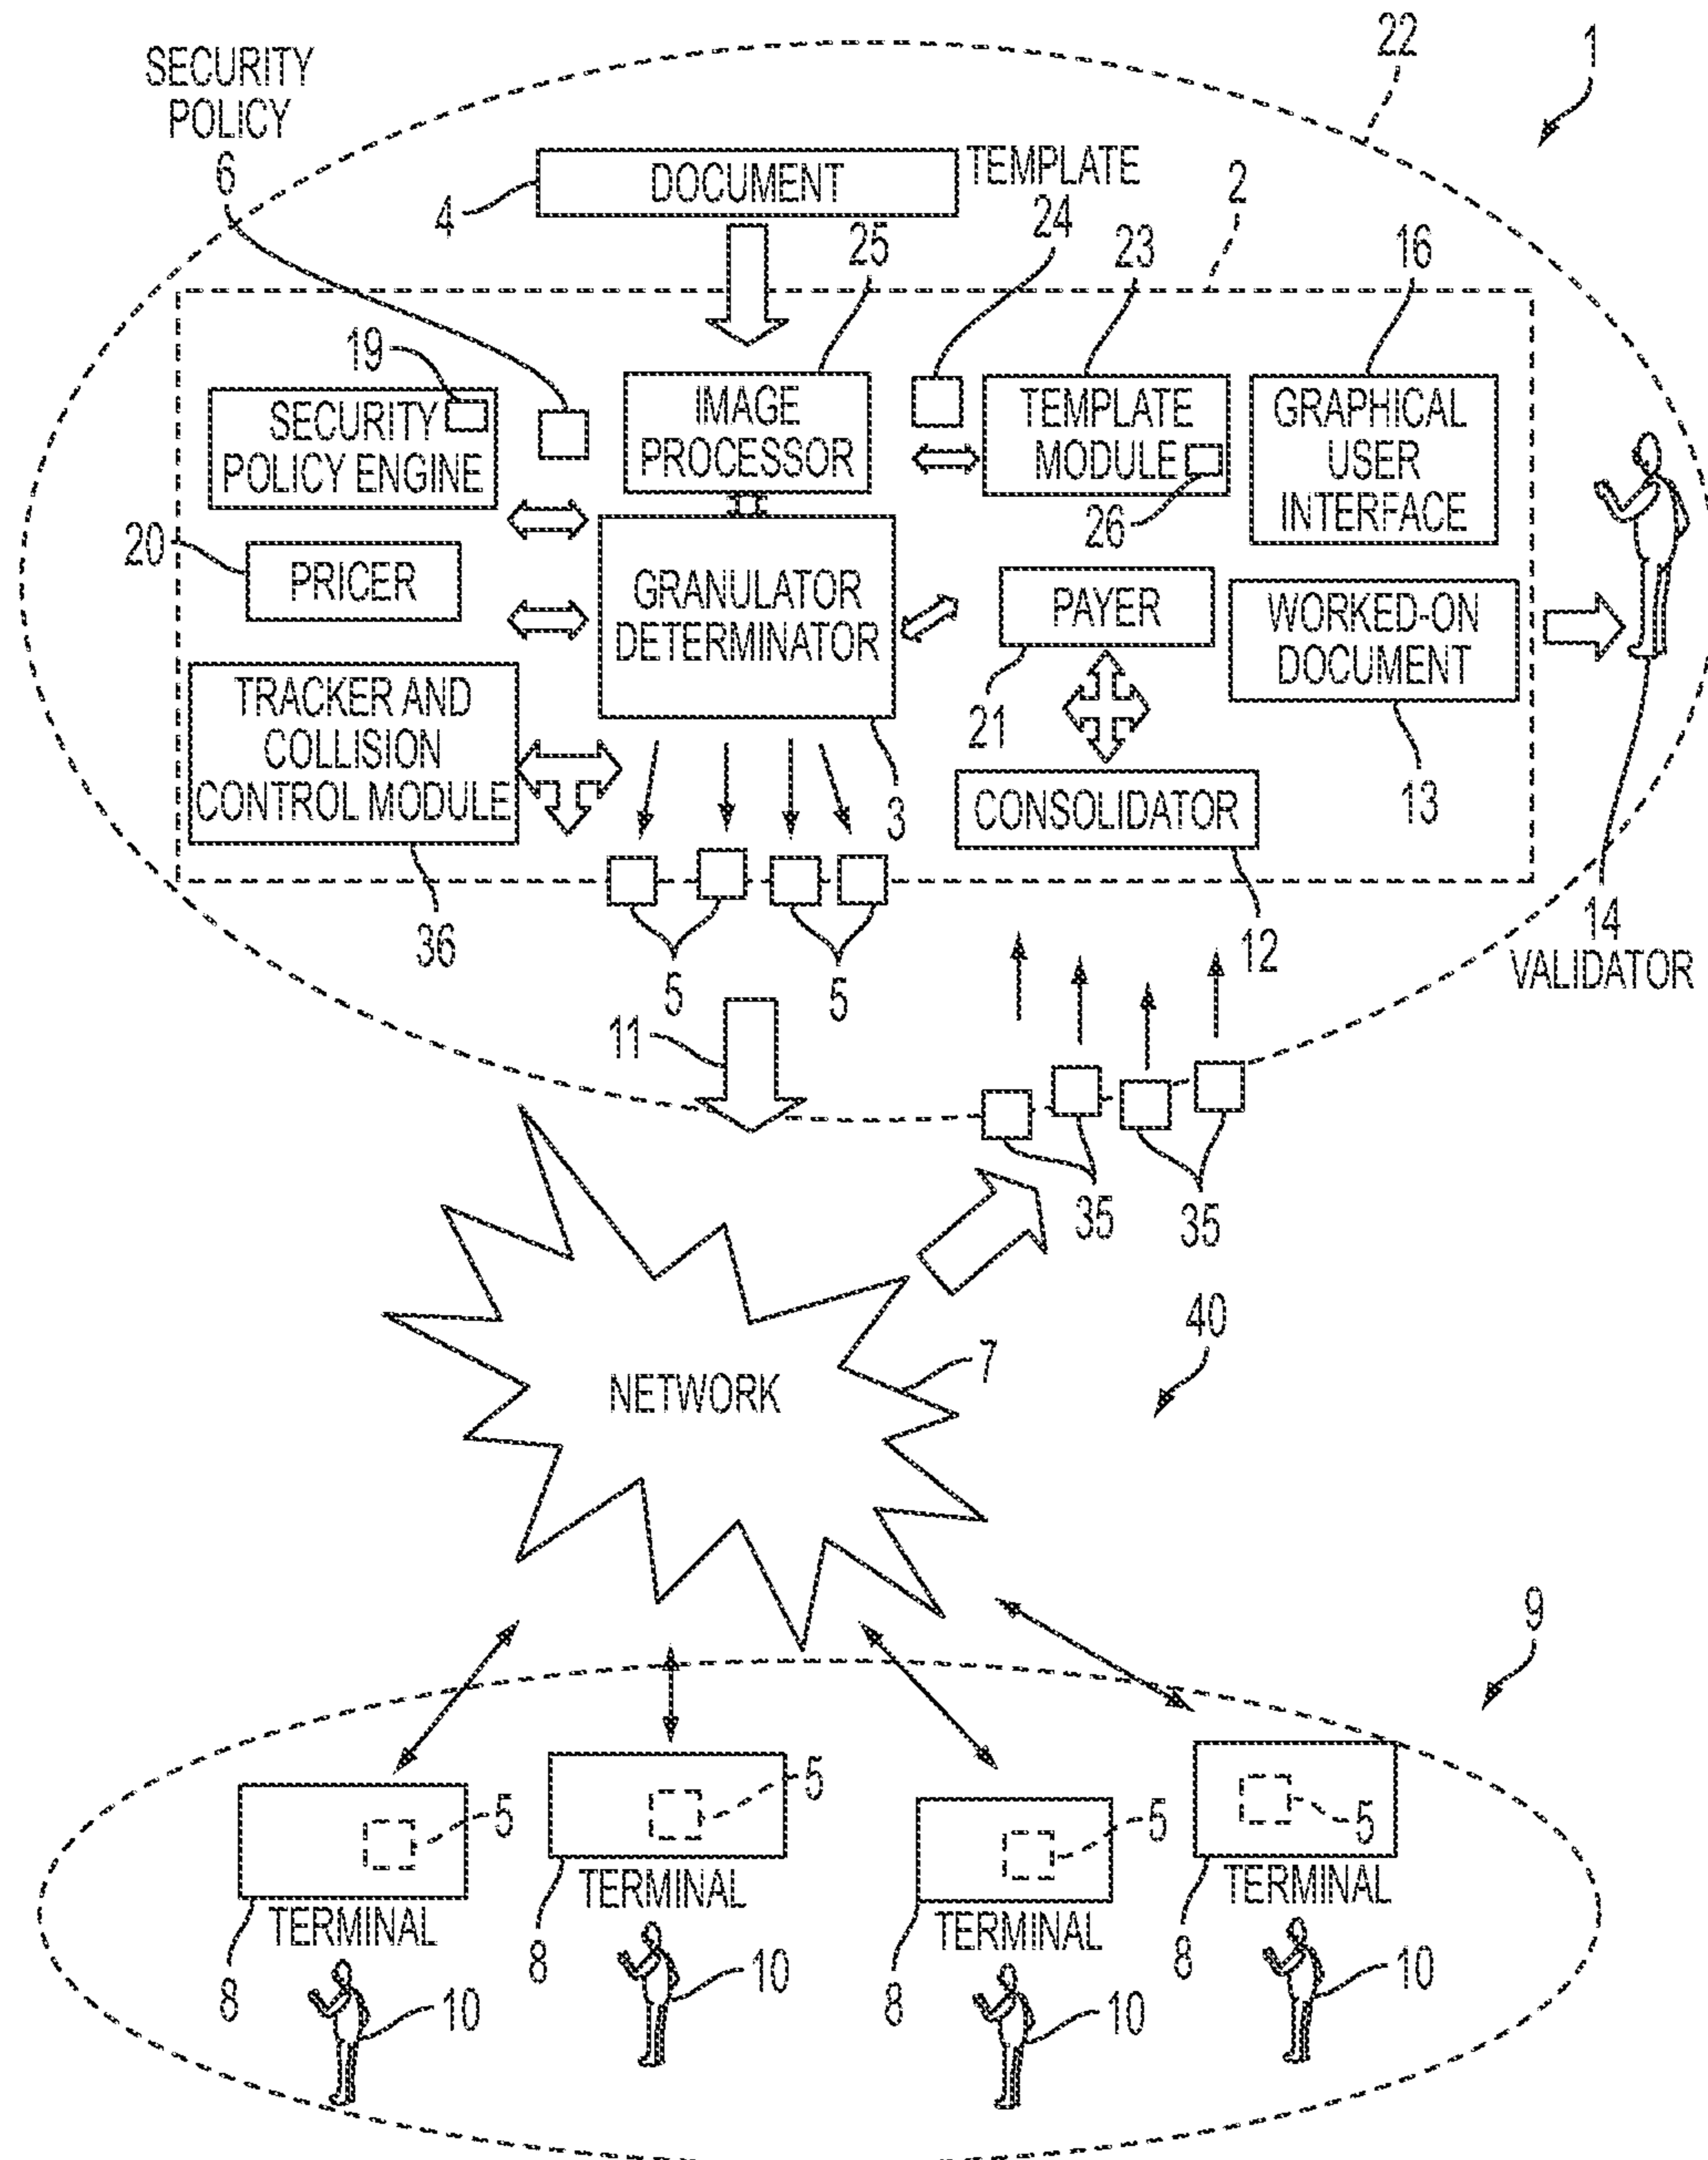 22
1
SECURITY
POLICY
6
DOCUMENT
4
TEMPLATE
24
2
25
23
16
19
SECURITY
POLICY ENGINE
IMAGE
PROCESSOR
TEMPLATE
MODULE
26
GRAPHICAL
USER
INTERFACE
20
PRICER
GRANULATOR
DETERMINATOR
PAYER
21
WORKED-ON
DOCUMENT
13
TRACKER AND
COLLISION
CONTROL MODULE
36
3
CONSOLIDATOR
12
14
VALIDATOR
5
5
11
35
35
40
NETWORK
7
9
5
5
5
5
TERMINAL
TERMINAL
TERMINAL
TERMINAL
8
8
8
8
10
10
10
10